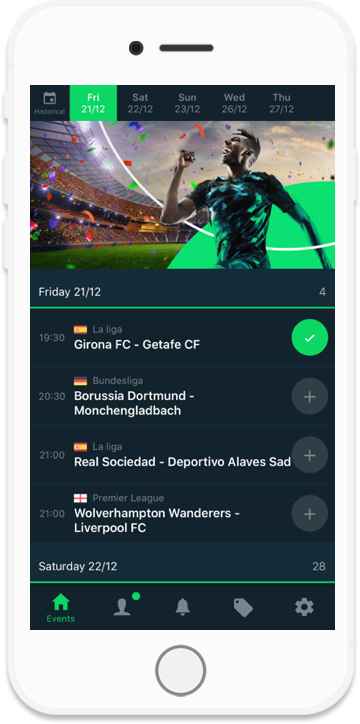 Historical
Fri
21/12
Sat
22/12
Sun
23/12
Wed
26/12
Thu
27/12
Friday 21/12
4
19:30
La liga
Girona FC - Getafe CF
20:30
Bundesliga
Borussia Dortmund -
Monchengladbach
21:00
La liga
Real Sociedad - Deportivo Alaves Sad
21:00
Premier League
Wolverhampton Wanderers -
Liverpool FC
Saturday 22/12
28
Events